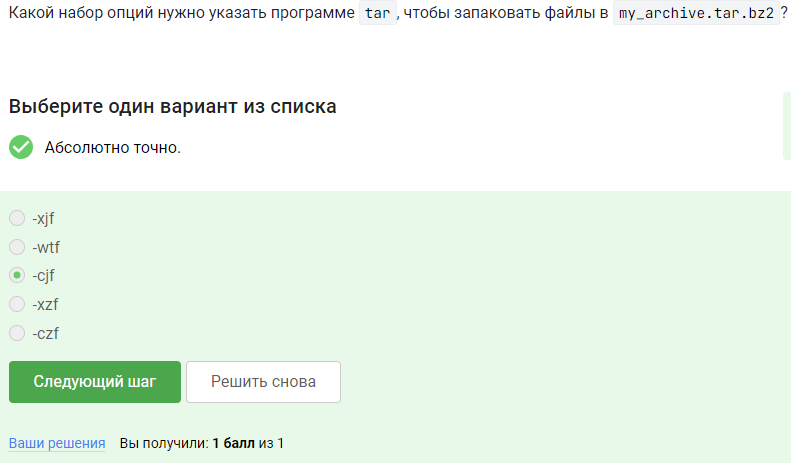 Какой набор опций нужно указать программе tar, чтобы запаковать файлы в my_archive.tar.bz2?
Выберите один вариант из списка
Абсолютно точно.
-xjf
-wtf
-cjf
-xzf
-czf
Следующий шаг Решить снова
Ваши решения Вы получили: 1 балл из 1